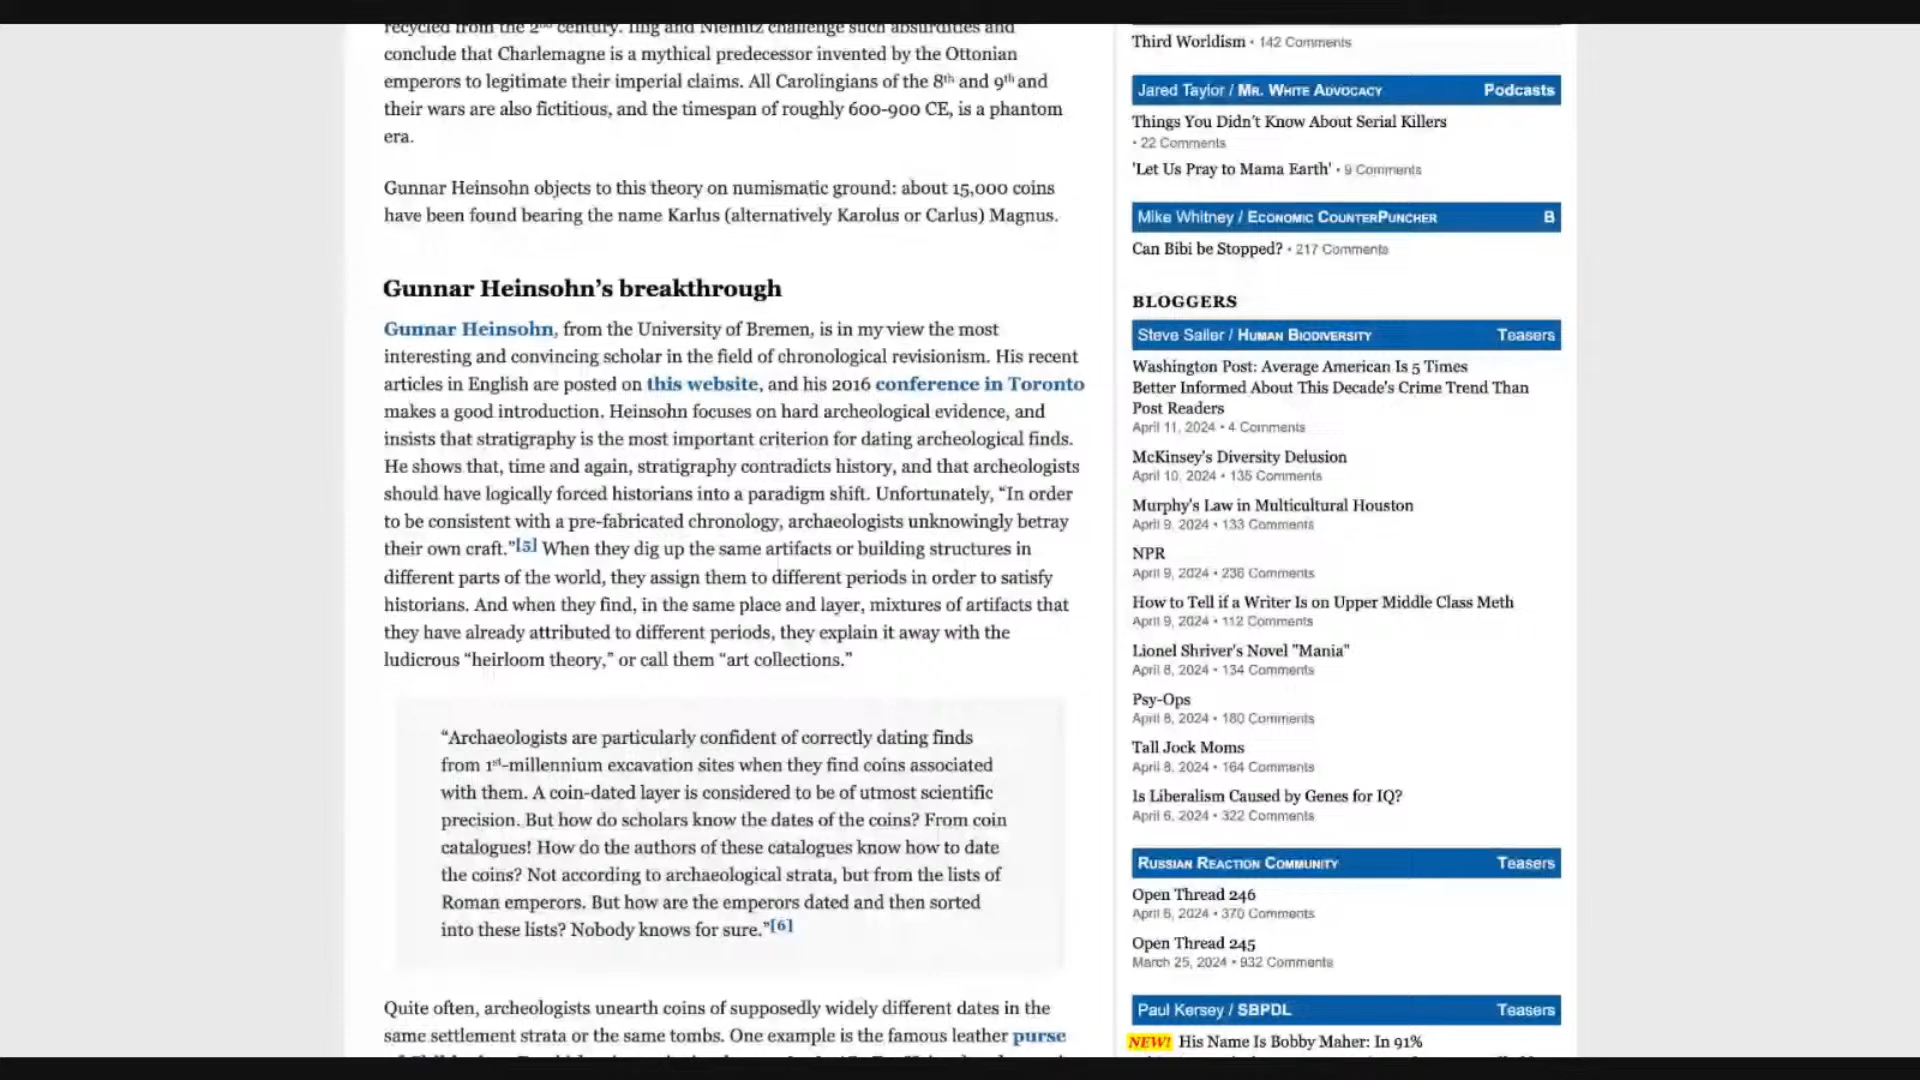 recycled from the 2nd century. Illig and Niemitz challenge such absurdities and
conclude that Charlemagne is a mythical predecessor invented by the Ottonian
emperors to legitimate their imperial claims. All Carolingians of the 8th and 9th and
their wars are also fictitious, and the timespan of roughly 600-900 CE, is a phantom
era.
Gunnar Heinsohn objects to this theory on numismatic ground: about 15,000 coins
have been found bearing the name Karlus (alternatively Karolus or Carlus) Magnus.
Gunnar Heinsohn’s breakthrough
Gunnar Heinsohn, from the University of Bremen, is in my view the most
interesting and convincing scholar in the field of chronological revisionism. His recent
articles in English are posted on this website, and his 2016 conference in Toronto
makes a good introduction. Heinsohn focuses on hard archeological evidence, and
insists that stratigraphy is the most important criterion for dating archeological finds.
He shows that, time and again, stratigraphy contradicts history, and that archeologists
should have logically forced historians into a paradigm shift. Unfortunately, “In order
to be consistent with a pre-fabricated chronology, archaeologists unknowingly betray
their own craft.”[5] When they dig up the same artifacts or building structures in
different parts of the world, they assign them to different periods in order to satisfy
historians. And when they find, in the same place and layer, mixtures of artifacts that
they have already attributed to different periods, they explain it away with the
ludicrous “heirloom theory,” or call them “art collections.”
“Archaeologists are particularly confident of correctly dating finds
from 1st-millennium excavation sites when they find coins associated
with them. A coin-dated layer is considered to be of utmost scientific
precision. But how do scholars know the dates of the coins? From coin
catalogues! How do the authors of these catalogues know how to date
the coins? Not according to archaeological strata, but from the lists of
Roman emperors. But how are the emperors dated and then sorted
into these lists? Nobody knows for sure.”[6]
Quite often, archeologists unearth coins of supposedly widely different dates in the
same settlement strata or the same tombs. One example is the famous leather purse
Third Worldism • 142 Comments
Jared Taylor / Mr. White Advocacy Podcasts
Things You Didn’t Know About Serial Killers
• 22 Comments
'Let Us Pray to Mama Earth' • 9 Comments
Mike Whitney / Economic CounterPuncher B
Can Bibi be Stopped? • 217 Comments
BLOGGERS
Steve Sailer / Human Biodiversity Teasers
Washington Post: Average American Is 5 Times
Better Informed About This Decade's Crime Trend Than
Post Readers
April 11, 2024 • 4 Comments
McKinsey's Diversity Delusion
April 10, 2024 • 135 Comments
Murphy's Law in Multicultural Houston
April 9, 2024 • 133 Comments
NPR
April 9, 2024 • 236 Comments
How to Tell if a Writer Is on Upper Middle Class Meth
April 9, 2024 • 112 Comments
Lionel Shriver's Novel "Mania"
April 8, 2024 • 134 Comments
Psy-Ops
April 8, 2024 • 180 Comments
Tall Jock Moms
April 8, 2024 • 164 Comments
Is Liberalism Caused by Genes for IQ?
April 6, 2024 • 322 Comments
Russian Reaction Community Teasers
Open Thread 246
April 6, 2024 • 370 Comments
Open Thread 245
March 25, 2024 • 932 Comments
Paul Kersey / SBPDL Teasers
NEW! His Name Is Bobby Maher: In 91%